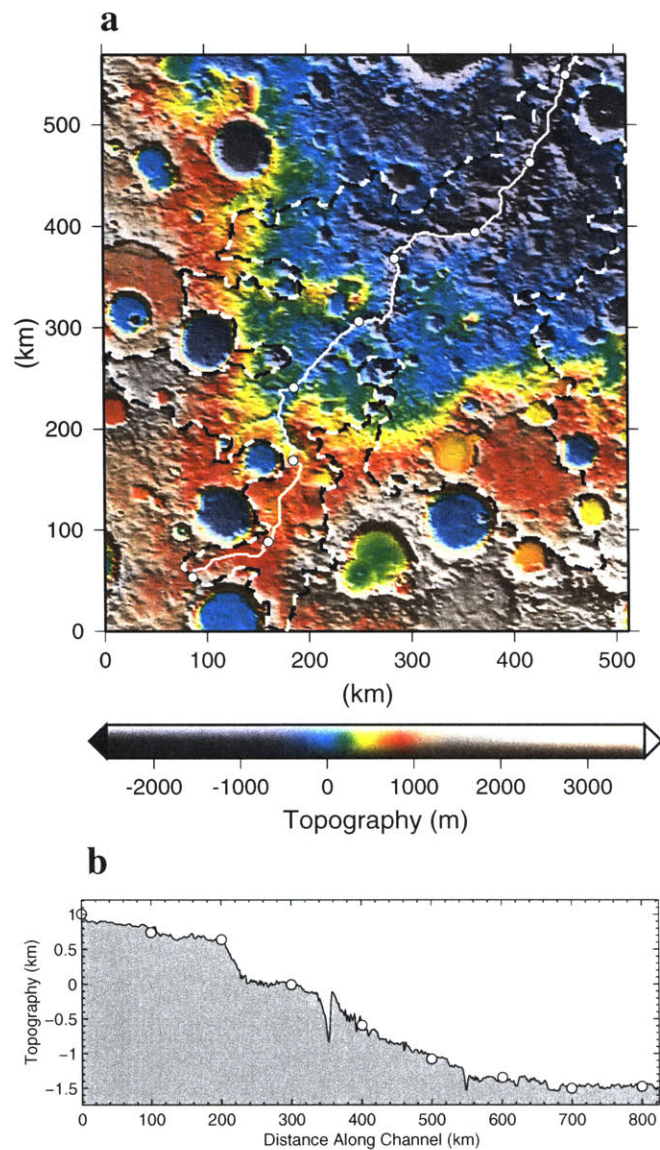 a
500
400
300
200
100
0
(km)
0 100 200 300 400 500
(km)
-2000 -1000 0 1000 2000 3000
Topography (m)
b
1
0.5
0
-0.5
-1
-1.5
Topography (km)
0 100 200 300 400 500 600 700 800
Distance Along Channel (km)